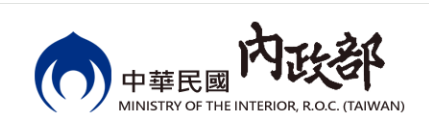 中華民國 內政部
MINISTRY OF THE INTERIOR, R.O.C. (TAIWAN)